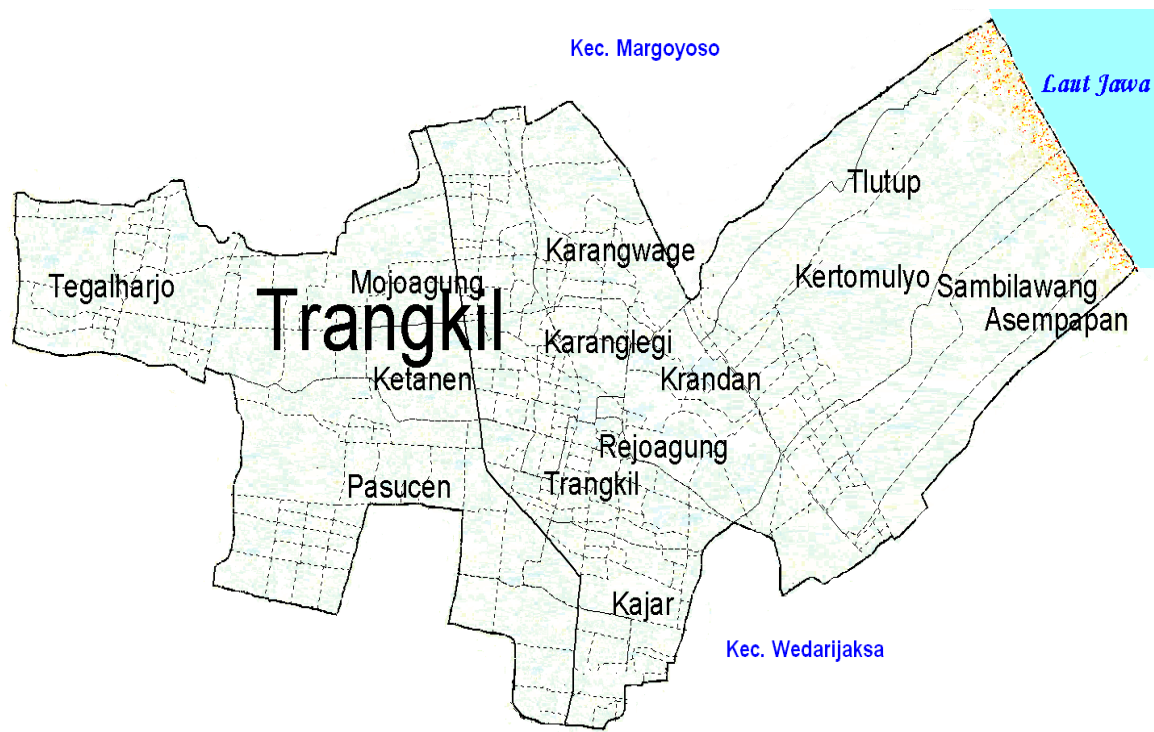 Kec. Margoyoso
Laut Jawa
Tlutup
Karangwage
Tegalharjo
Mojoagung
Kertomulyo
Sambilawang
Trangkil
Asempapan
Karanglegi
Ketanen
Krandan
Rejoagung
Pasucen
Trangkil
Kajar
Kec. Wedarijaksa